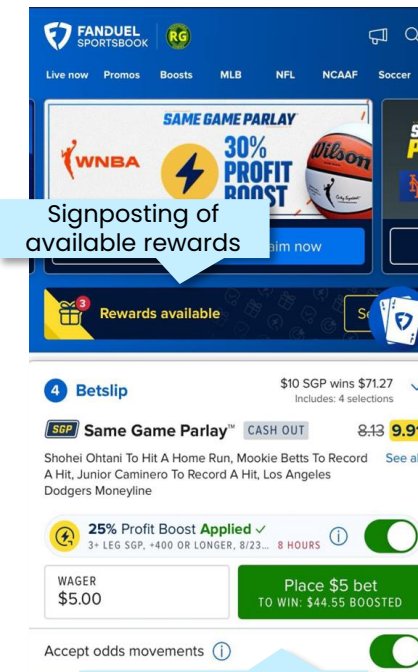 FANDUEL
SPORTSBOOK
RG
Live now Promos Boosts MLB NFL NCAAF Soccer
SAME GAME PARLAY
WNBA
30%
PROFIT
BOOST
Wilson
Signposting of
available rewards
now
3
Rewards available
4 Betslip
$10 SGP wins $71.27
Includes: 4 selections
SGP Same Game Parlay™ CASH OUT 8.13
Shohei Ohtani To Hit A Home Run, Mookie Betts To Record See
A Hit, Junior Caminero To Record A Hit, Los Angeles
Dodgers Moneyline
25% Profit Boost Applied ✓
3+ LEG SGP, +400 OR LONGER, 8/23... 8 HOURS
WAGER
$5.00
Place $5 bet
TO WIN: $44.55 BOOSTED
Accept odds movements